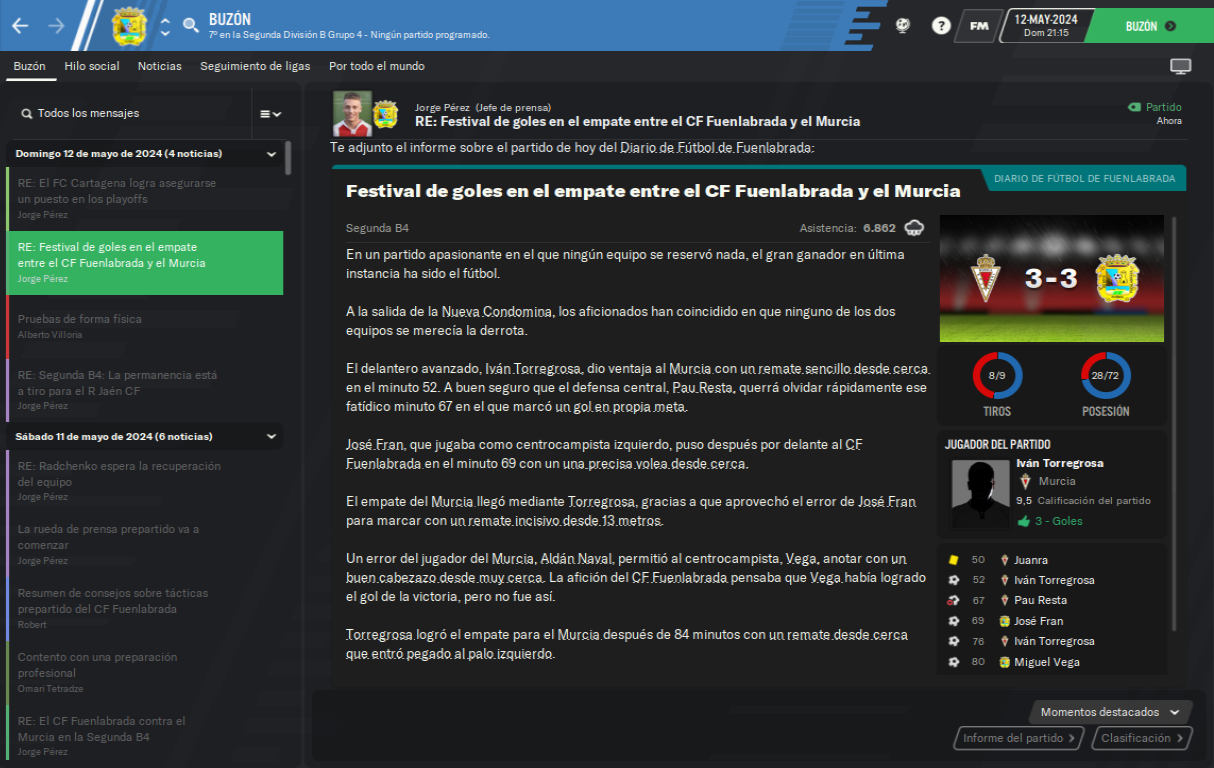 BUZÓN
7º en la Segunda División B Grupo 4 - Ningún partido programado.
?
FM
12-MAY-2024
Dom 21:15
BUZÓN
Buzón
Hilo social
Noticias
Seguimiento de ligas
Por todo el mundo
Todos los mensajes
Domingo 12 de mayo de 2024 (4 noticias)
RE: El FC Cartagena logra asegurarse
un puesto en los playoffs
Jorge Pérez
RE: Festival de goles en el empate
entre el CF Fuenlabrada y el Murcia
Jorge Pérez
Pruebas de forma física
Alberto Villoria
RE: Segunda B4: La permanencia está
a tiro para el R Jaén CF
Jorge Pérez
Sábado 11 de mayo de 2024 (6 noticias)
RE: Radchenko espera la recuperación
del equipo
Jorge Pérez
La rueda de prensa prepartido va a
comenzar
Jorge Pérez
Resumen de consejos sobre tácticas
prepartido del CF Fuenlabrada
Robert
Contento con una preparación
profesional
Omari Tetradze
RE: El CF Fuenlabrada contra el
Murcia en la Segunda B4
Jorge Pérez
Jorge Pérez (Jefe de prensa)
RE: Festival de goles en el empate entre el CF Fuenlabrada y el Murcia
Partido
Ahora
Te adjunto el informe sobre el partido de hoy del Diario de Fútbol de Fuenlabrada:
DIARIO DE FÚTBOL DE FUENLABRADA
Festival de goles en el empate entre el CF Fuenlabrada y el Murcia
Segunda B4
Asistencia: 6.862
En un partido apasionante en el que ningún equipo se reservó nada, el gran ganador en última
instancia ha sido el fútbol.
A la salida de la Nueva Condomina, los aficionados han coincidido en que ninguno de los dos
equipos se merecía la derrota.
El delantero avanzado, Iván Torregrosa, dio ventaja al Murcia con un remate sencillo desde cerca
en el minuto 52. A buen seguro que el defensa central, Pau Resta, querrá olvidar rápidamente ese
fatídico minuto 67 en el que marcó un gol en propia meta.
José Fran, que jugaba como centrocampista izquierdo, puso después por delante al CF
Fuenlabrada en el minuto 69 con un una precisa volea desde cerca.
El empate del Murcia llegó mediante Torregrosa, gracias a que aprovechó el error de José Fran
para marcar con un remate incisivo desde 13 metros.
Un error del jugador del Murcia, Aldán Naval, permitió al centrocampista, Vega, anotar con un
buen cabezazo desde muy cerca. La afición del CF Fuenlabrada pensaba que Vega había logrado
el gol de la victoria, pero no fue así.
Torregrosa logró el empate para el Murcia después de 84 minutos con un remate desde cerca
que entró pegado al palo izquierdo.
3-3
8/9
28/72
TIROS
POSESIÓN
JUGADOR DEL PARTIDO
Iván Torregrosa
Murcia
9,5 Calificación del partido
3 - Goles
50 Juanra
52 Iván Torregrosa
67 Pau Resta
69 José Fran
76 Iván Torregrosa
80 Miguel Vega
Momentos destacados
Informe del partido
Clasificación